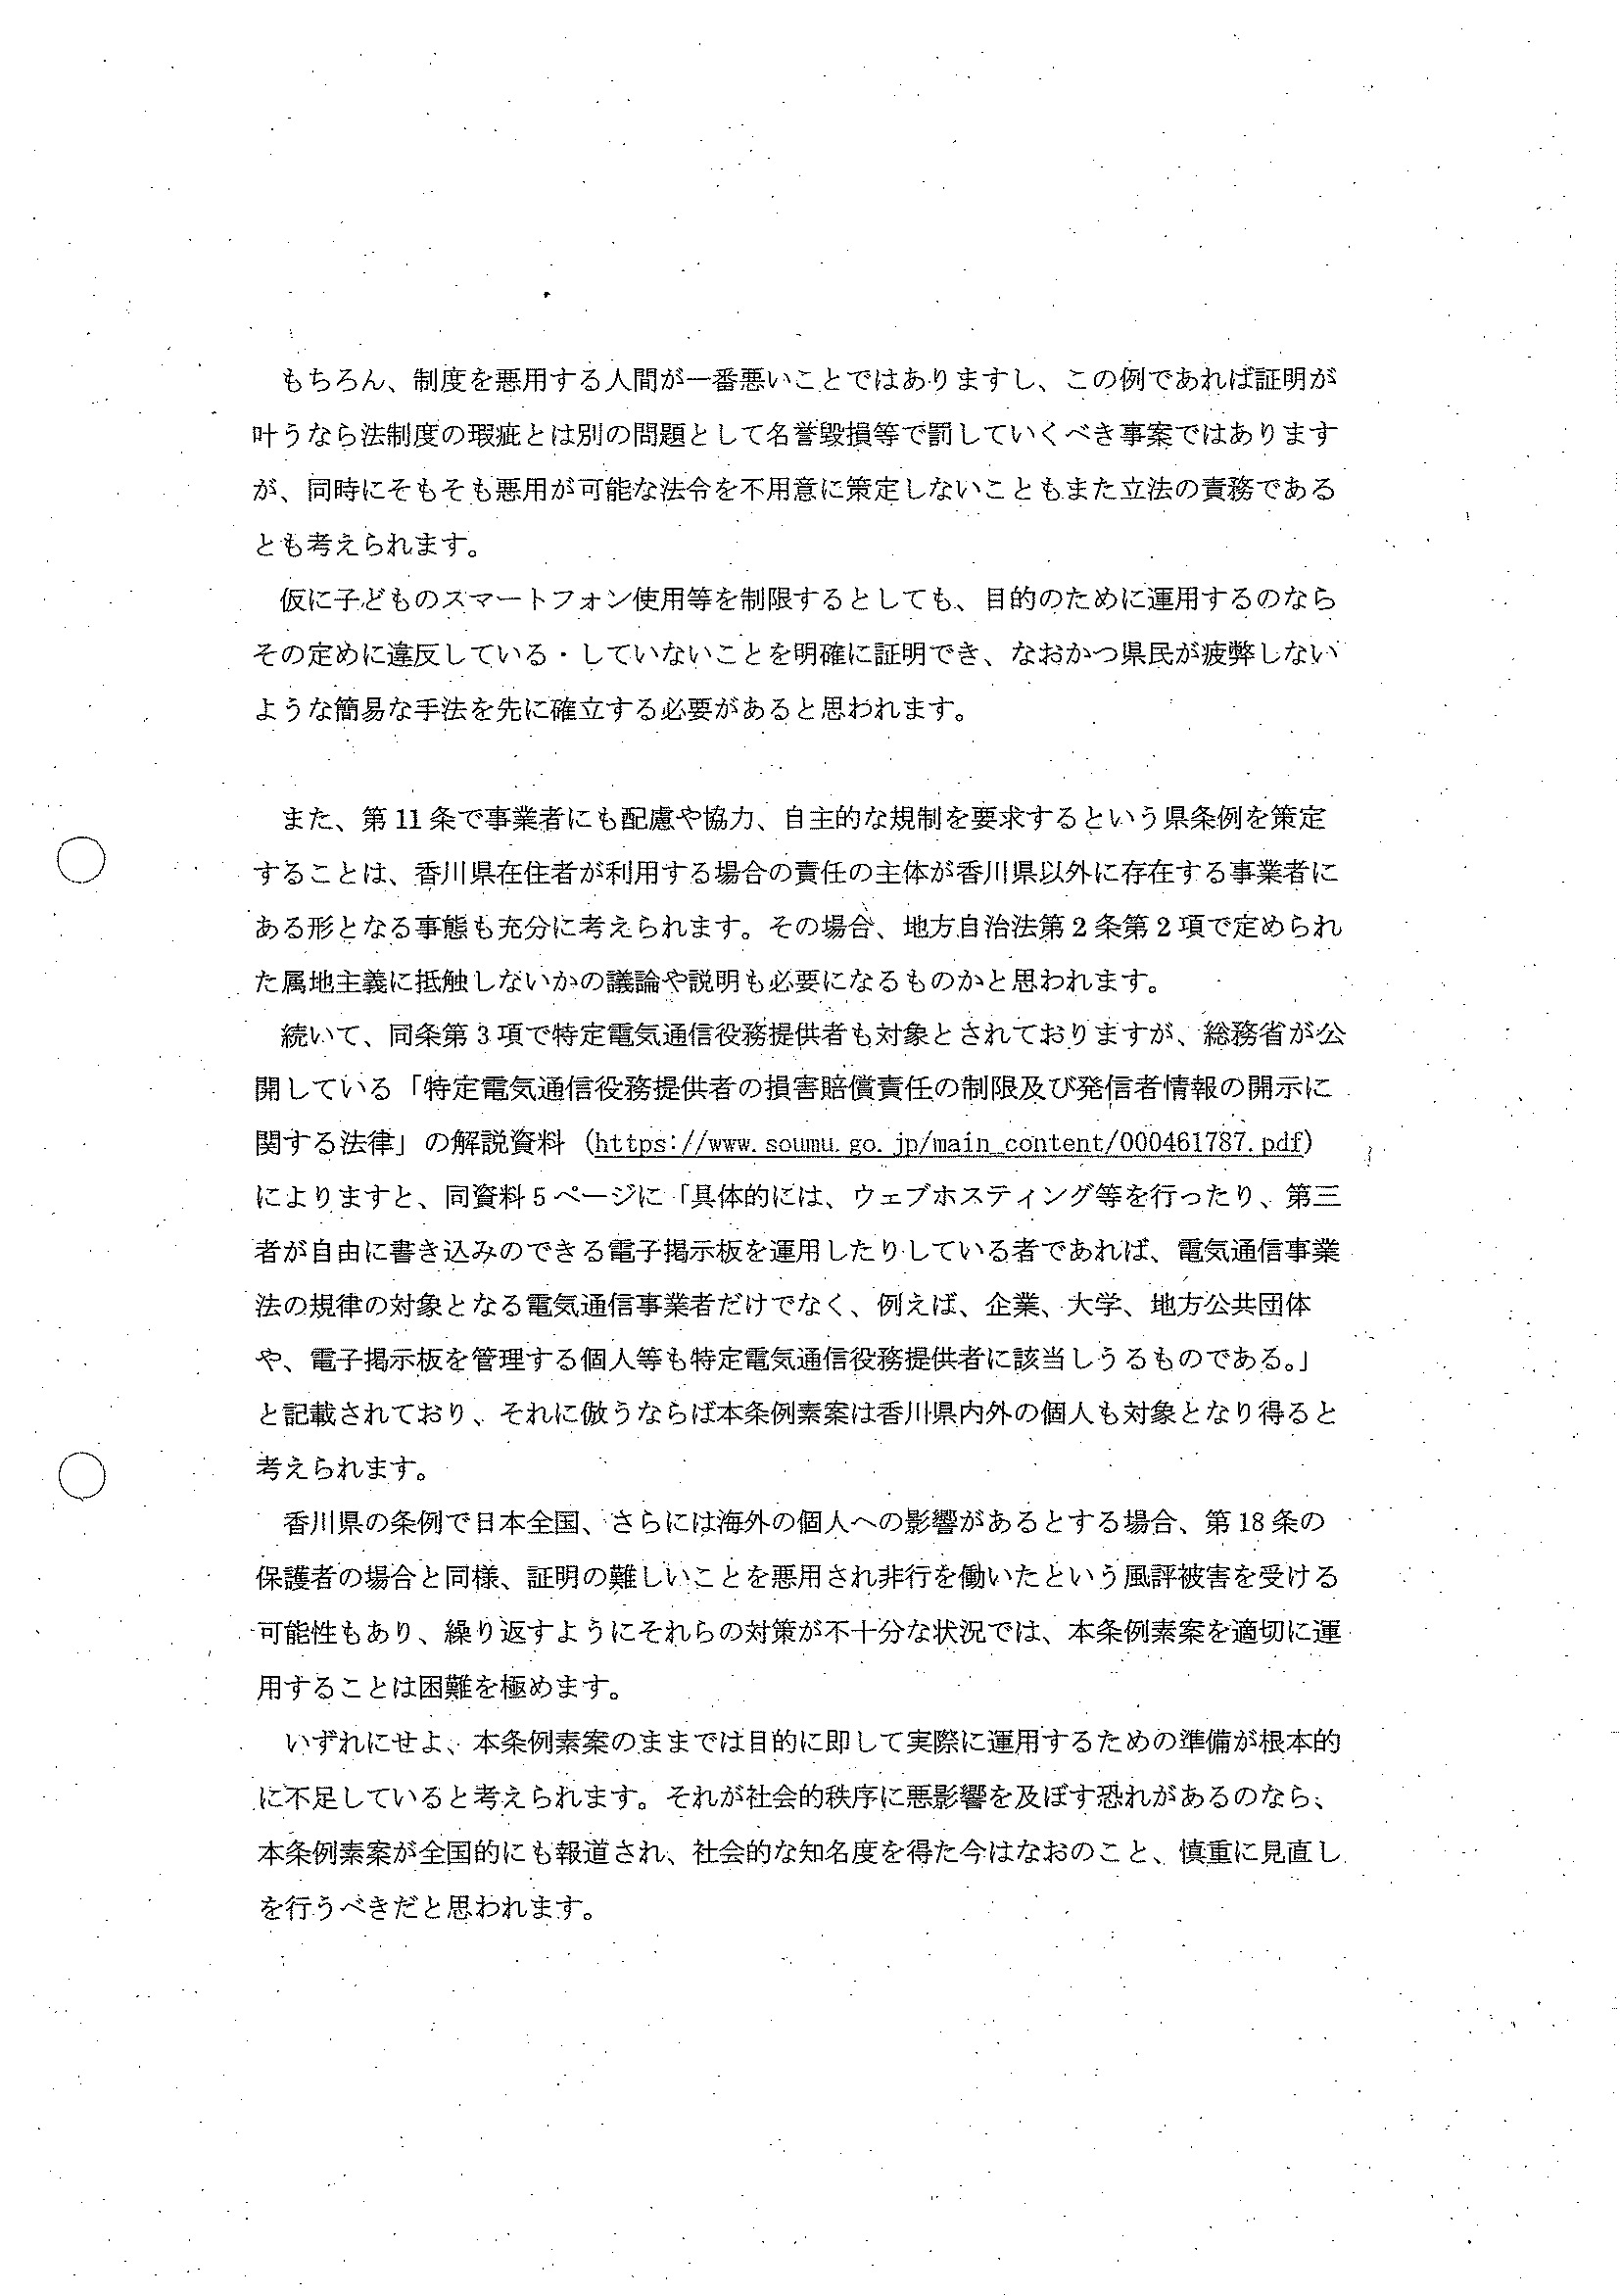 もちろん、制度を悪用する人間が一番悪いことではありますし、この例であれば証明が
叶うなら法制度の瑕疵とは別の問題として名誉毀損等で罰していくべき事案ではあります
が、同時にそもそも悪用が可能な法令を不用意に策定しないこともまた立法の責務である
とも考えられます。
仮に子どものスマートフォン使用等を制限するとしても、目的のために運用するのなら
その定めに違反している・していないことを明確に証明でき、なおかつ県民が疲弊しない
ような簡易な手法を先に確立する必要があると思われます。
また、第11条で事業者にも配慮や協力、自主的な規制を要求するという県条例を策定
することは、香川県在住者が利用する場合の責任の主体が香川県以外に存在する事業者に
ある形となる事態も充分に考えられます。その場合、地方自治法第2条第2項で定められ
た属地主義に抵触しないかの議論や説明も必要になるものかと思われます。
続いて、同条第3項で特定電気通信役務提供者も対象とされておりますが、総務省が公
開している「特定電気通信役務提供者の損害賠償責任の制限及び発信者情報の開示に
関する法律」の解説資料（https://www.soumu.go.jp/main_content/000461787.pdf）
によりますと、同資料5ページに「具体的には、ウェブホスティング等を行ったり、第三
者が自由に書き込みのできる電子掲示板を運用したりしている者であれば、電気通信事業
法の規律の対象となる電気通信事業者だけでなく、例えば、企業、大学、地方公共団体
や、電子掲示板を管理する個人等も特定電気通信役務提供者に該当しうるものである。」
と記載されており、それに倣うならば本条例素案は香川県内外の個人も対象となり得ると
考えられます。
香川県の条例で日本全国、さらには海外の個人への影響があるとする場合、第18条の
保護者の場合と同様、証明の難しいことを悪用され非行を働いたという風評被害を受ける
可能性もあり、繰り返すようにそれらの対策が不十分な状況では、本条例素案を適切に運
用することは困難を極めます。
いずれにせよ、本条例素案のままでは目的に即して実際に運用するための準備が根本的
に不足していると考えられます。それが社会的秩序に悪影響を及ぼす恐れがあるのなら、
本条例素案が全国的にも報道され、社会的な知名度を得た今はなおのこと、慎重に見直し
を行うべきだと思われます。